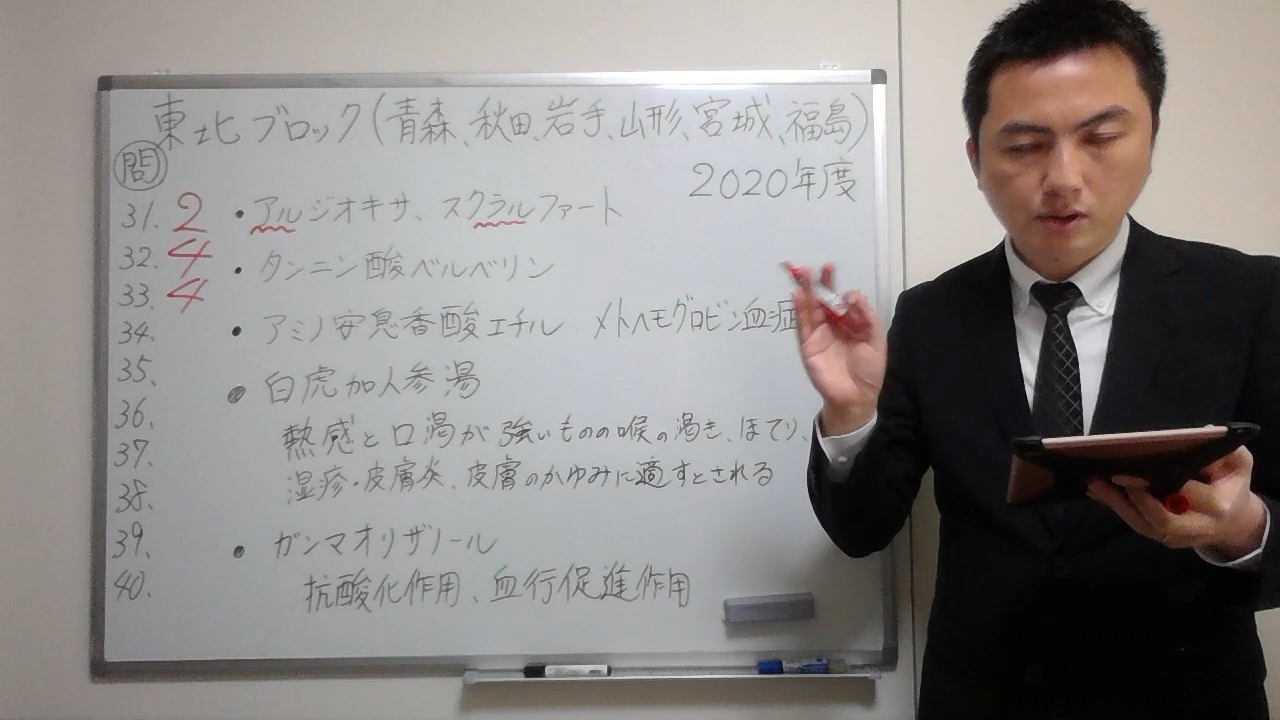 東北ブロック(青森、秋田、岩手、山形、宮城、福島)
2020年度
問
31. 2 ・アルジオキサ、スクラルファート
32. 4 ・タンニン酸ベルベリン
33. 4
34. ・アミノ安息香酸エチル メトヘモグロビン血症
35.
・白虎加人参湯
36.
熱感と口渇が強いものの喉の渇き、ほてり、
37.
湿疹・皮膚炎、皮膚のかゆみに適すとされる
38.
39. ・ガンマオリザノール
40. 抗酸化作用、血行促進作用